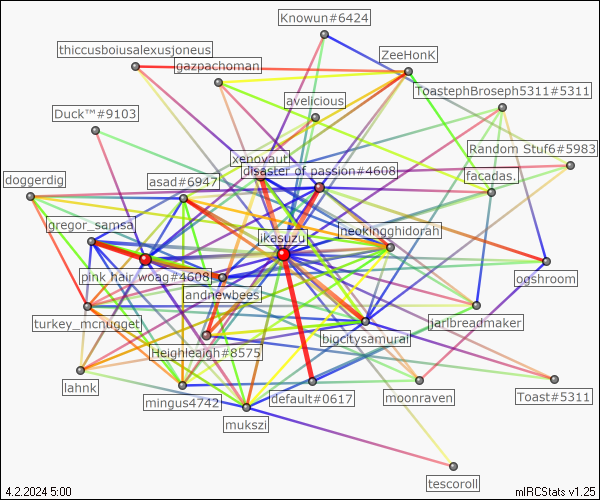 Knowun#6424
thiccusboiusalexusjoneus
ZeeHonK
gazpachoman
ToastephBroseph5311#5311
avelicious
Duck™#9103
Random Stuf6#5983
xenovaut
disaster of passion#4608
facadas.
doggerdig
asad#6947
gregor_samsa
heokingghidorah
ikasuzu
pink hair woag#4608
ogshroom
andnewbees
turkey_mcnugget
jarlbreadmaker
bigcitysamurai
Heighleaigh#8575
lahnk
default#0617
moonraven
Toast#5311
mingus4742
mukszi
tescoroll
4.2.2024 5:00
mIRCStats v1.25